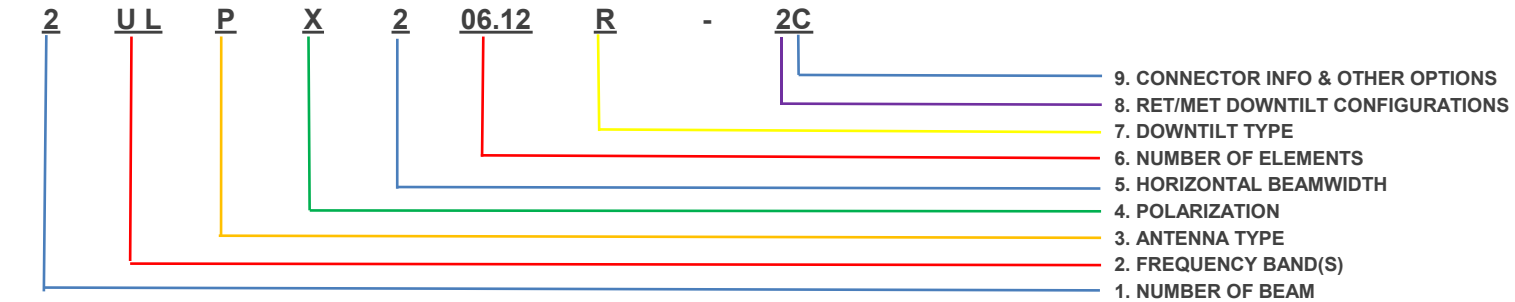 2 U L P X 2 06.12 R - 2C
9. CONNECTOR INFO & OTHER OPTIONS
8. RET/MET DOWNTILT CONFIGURATIONS
7. DOWNTILT TYPE
6. NUMBER OF ELEMENTS
5. HORIZONTAL BEAMWIDTH
4. POLARIZATION
3. ANTENNA TYPE
2. FREQUENCY BAND(S)
1. NUMBER OF BEAM